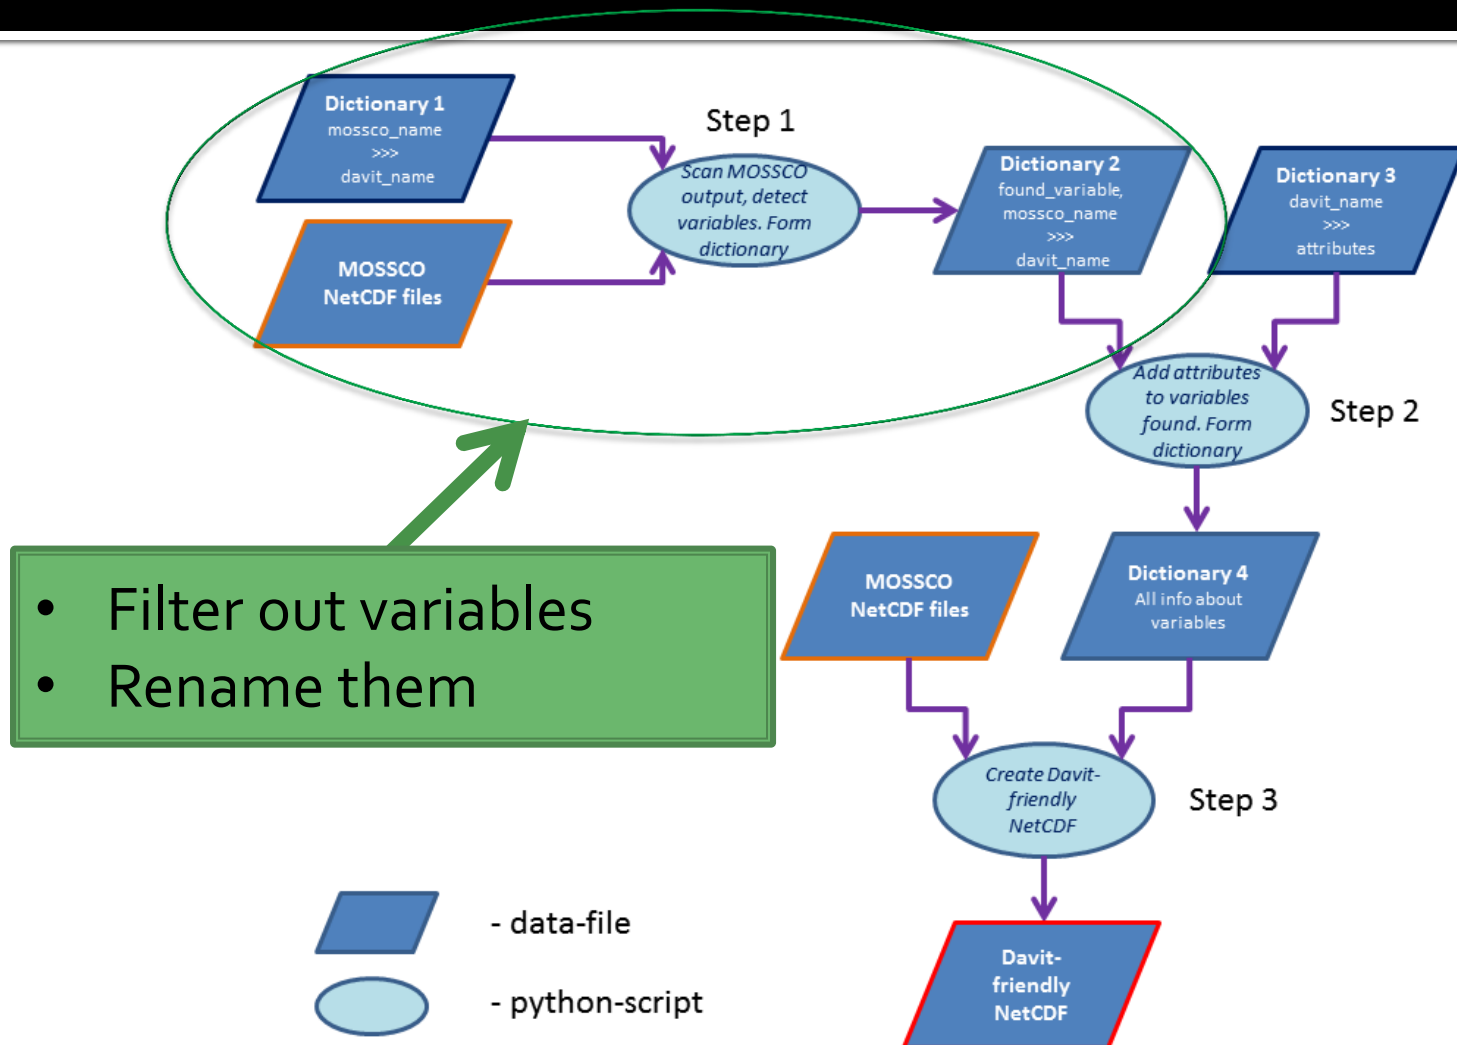 Dictionary 1
mossco_name
>>>
davit_name
MOSSCO
NetCDF files
Step 1
Scan MOSSCO
output, detect
variables. Form
dictionary
Dictionary 2
found_variable,
mossco_name
>>>
davit_name
Dictionary 3
davit_name
>>>
attributes
Add attributes
to variables
found. Form
dictionary
Step 2
• Filter out variables
• Rename them
MOSSCO
NetCDF files
Dictionary 4
All info about
variables
Create Davit-
friendly
NetCDF
Step 3
- data-file
- python-script
Davit-
friendly
NetCDF